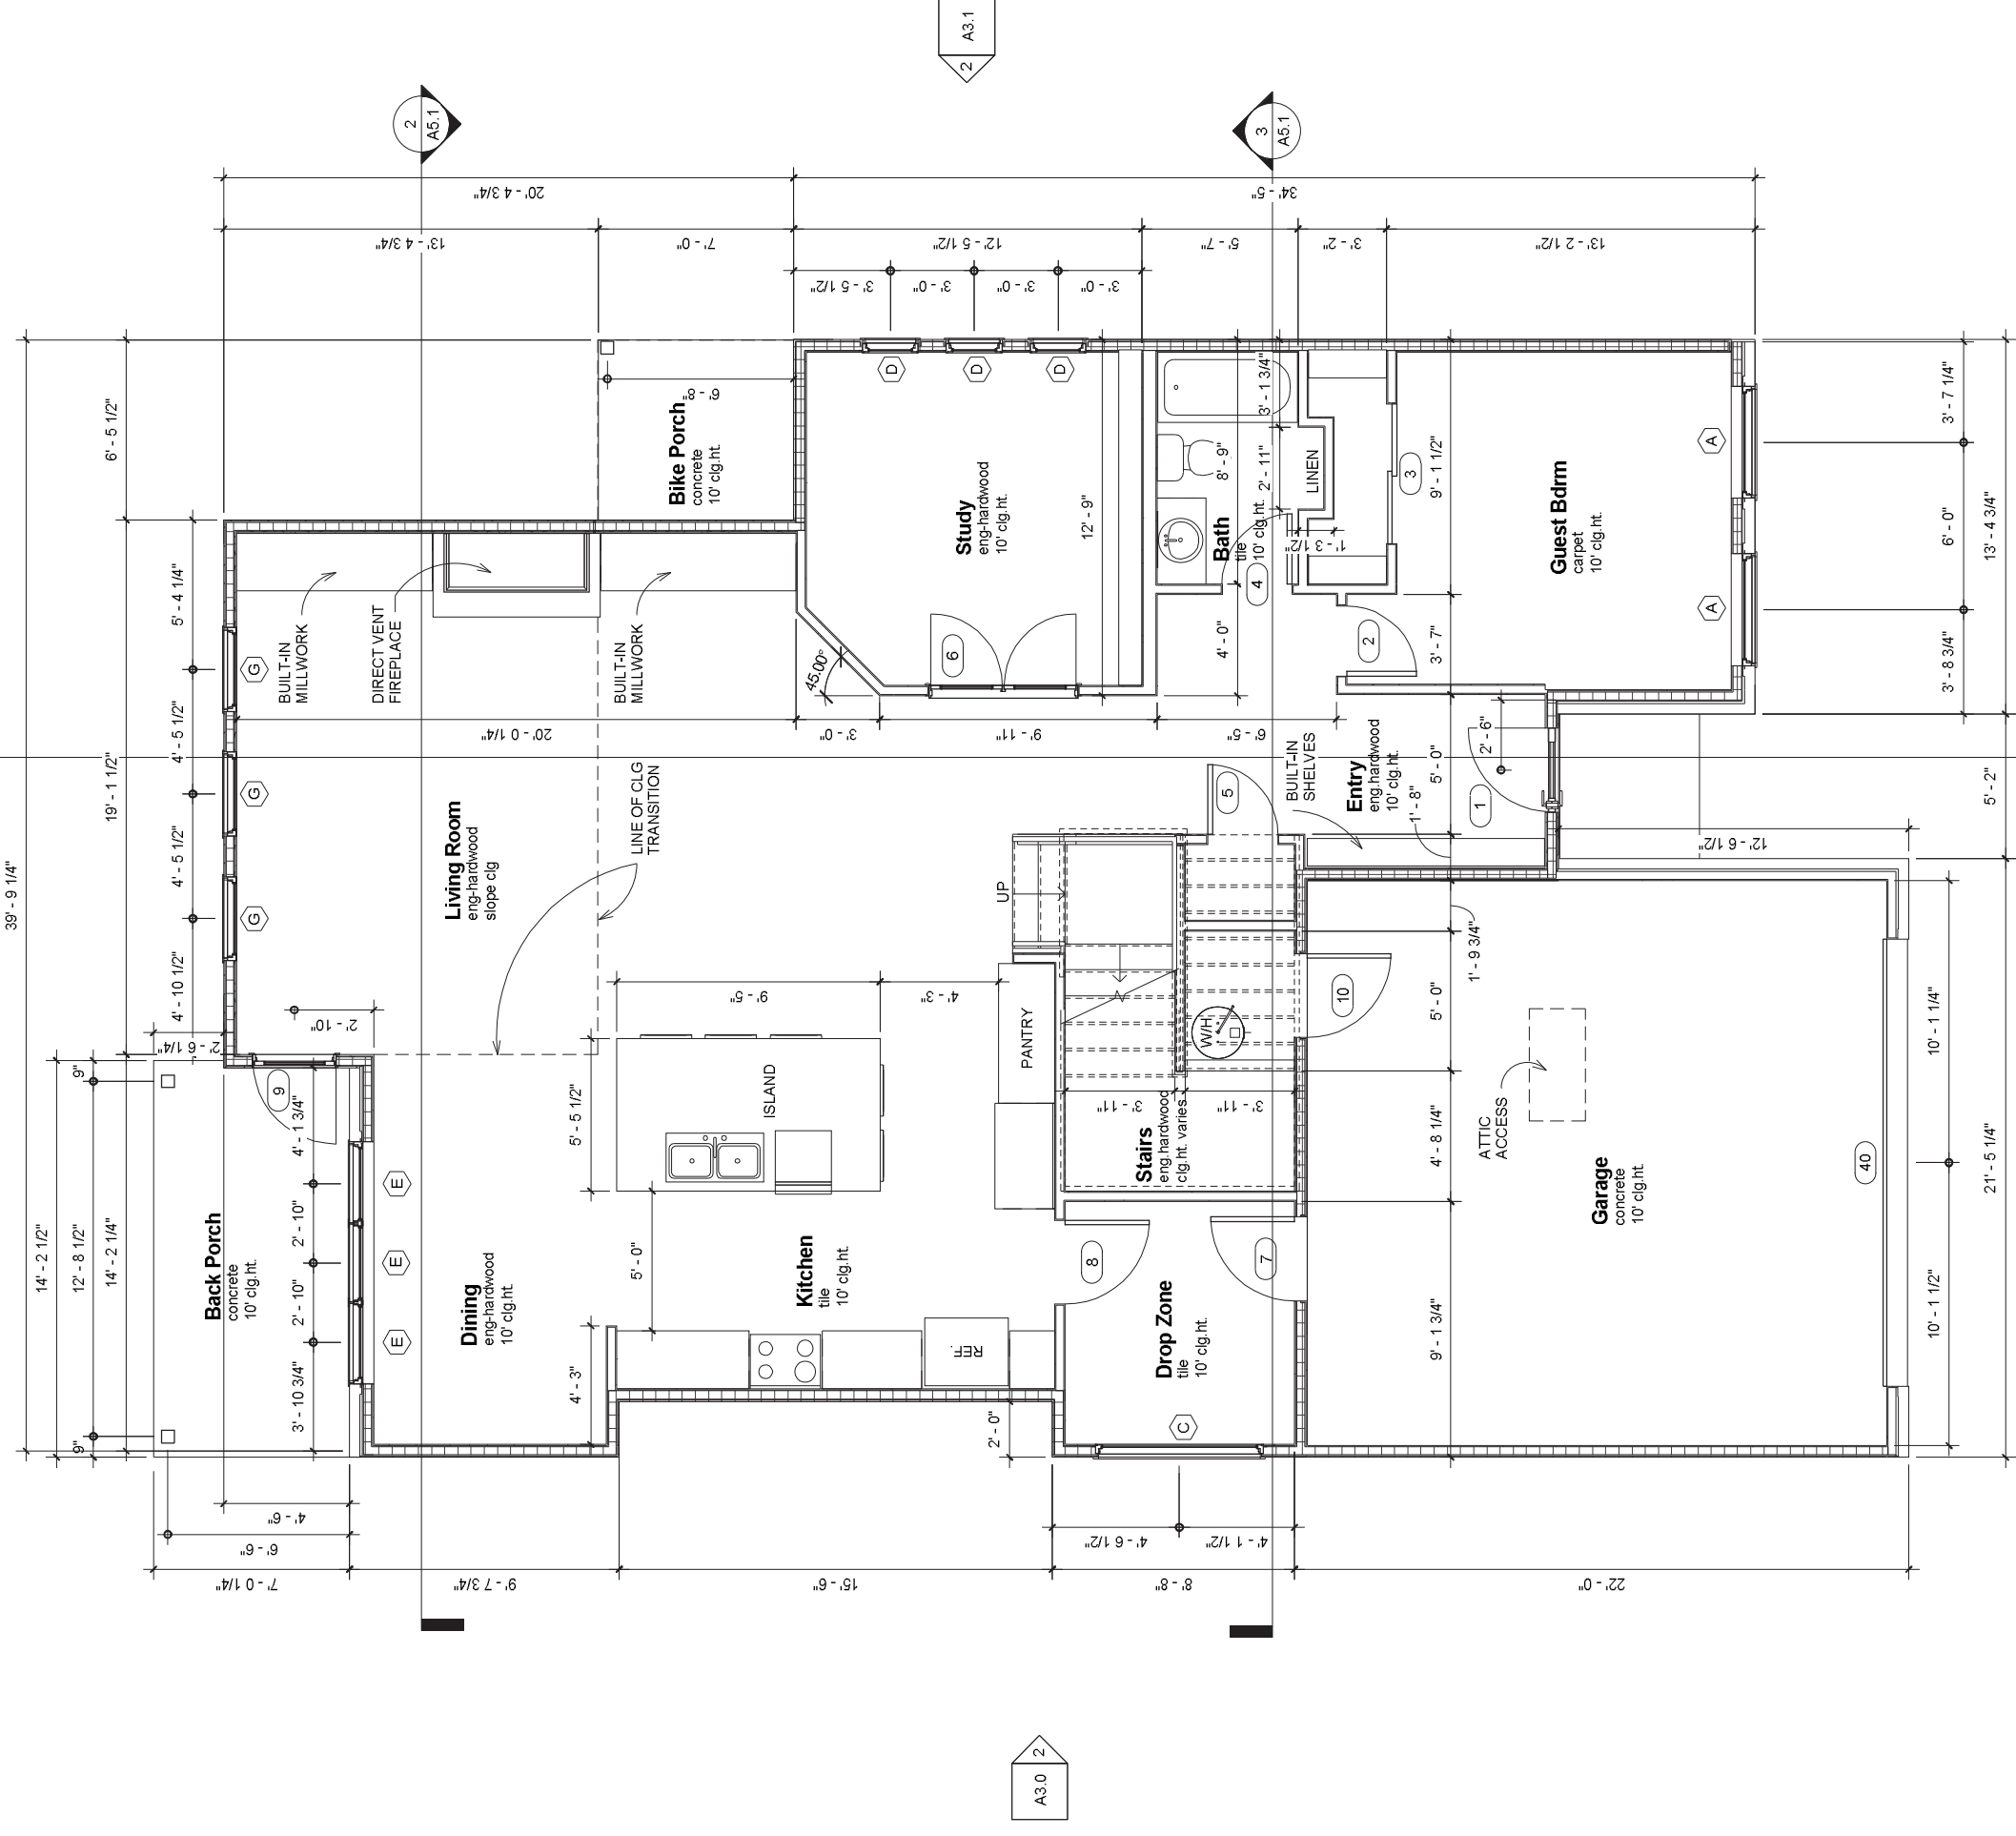 A3.1
2
2
A5.1
3
A5.1
20' - 4 3/4"
34' - 5"
13' - 4 3/4"
7' - 0"
12' - 5 1/2"
5' - 7"
3' - 2"
13' - 2 1/2"
3' - 5 1/2"
3' - 0"
3' - 0"
3' - 0"
39' - 9 1/4"
6' - 5 1/2"
19' - 1 1/2"
14' - 2 1/2"
12' - 8 1/2"
14' - 2 1/4"
9"
9"
5' - 4 1/4"
4' - 5 1/2"
4' - 5 1/2"
4' - 10 1/2"
2' - 6 1/4"
2' - 10"
4' - 1 3/4"
2' - 10"
2' - 10"
3' - 10 3/4"
Back Porch
concrete
10' clg.ht.
9
E
E
E
G
G
G
BUILT-IN
MILLWORK
DIRECT VENT
FIREPLACE
BUILT-IN
MILLWORK
20' - 0 1/4"
3' - 0"
9' - 11"
6' - 5"
45.00°
Living Room
eng-hardwood
slope clg
LINE OF CLG
TRANSITION
Dining
eng-hardwood
10' clg.ht.
Bike Porch
concrete
10' clg.ht.
6' - 8"
Study
eng-hardwood
10' clg.ht.
12' - 9"
D
D
D
6
Bath
tile
10' clg.ht.
8' - 9"
4' - 0"
3' - 1 3/4"
2' - 11"
1' - 3 1/2"
LINEN
4
3
2
9' - 1 1/2"
3' - 7"
5' - 0"
Guest Bdrm
carpet
10' clg.ht.
A
A
3' - 7 1/4"
6' - 0"
3' - 8 3/4"
13' - 4 3/4"
5' - 2"
21' - 5 1/4"
Entry
eng.hardwood
10' clg.ht.
2' - 6"
1
1' - 8"
BUILT-IN
SHELVES
5
12' - 6 1/2"
UP
9' - 5"
4' - 3"
5' - 5 1/2"
ISLAND
PANTRY
5' - 0"
4' - 3"
Kitchen
tile
10' clg.ht.
REF.
2' - 0"
Stairs
eng.hardwood
clg.ht. varies
3' - 11"
3' - 11"
W/H
10
1' - 9 3/4"
5' - 0"
4' - 8 1/4"
9' - 1 3/4"
Drop Zone
tile
10' clg.ht.
8
7
C
ATTIC
ACCESS
Garage
concrete
10' clg.ht.
40
10' - 1 1/4"
10' - 1 1/2"
4' - 6"
6' - 6"
7' - 0 1/4"
9' - 7 3/4"
15' - 6"
4' - 6 1/2"
4' - 1 1/2"
8' - 8"
22' - 0"
2
A3.0